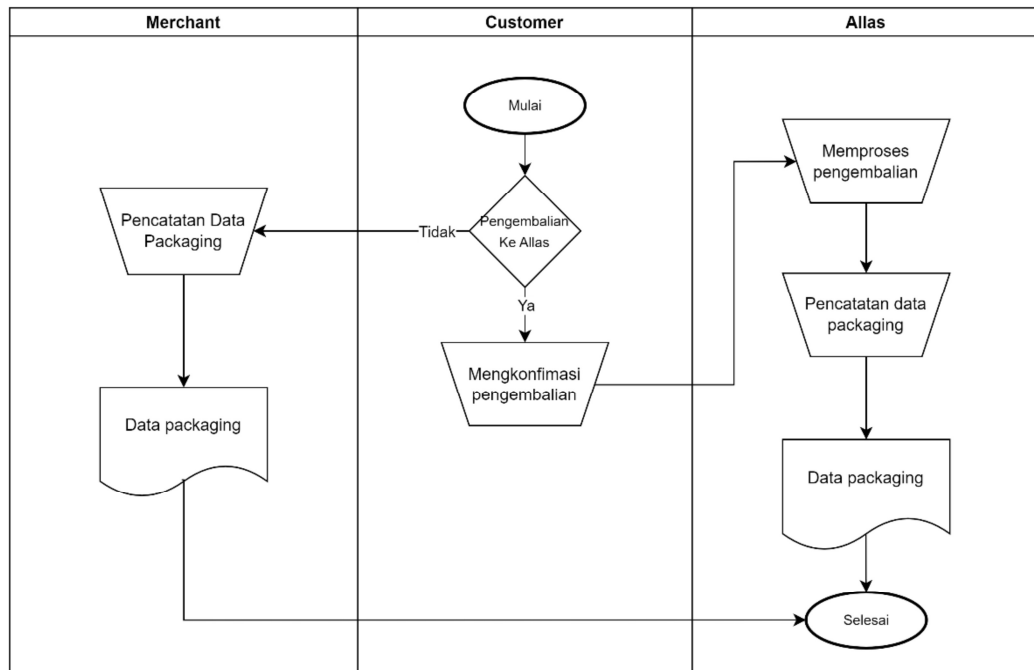 Merchant
Customer
Allas
Mulai
Memproses
pengembalian
Pencatatan Data
Packaging
Tidak
Pengembalian
Ke Allas
Ya
Pencatatan data
packaging
Mengkonfimasi
pengembalian
Data packaging
Data packaging
Selesai